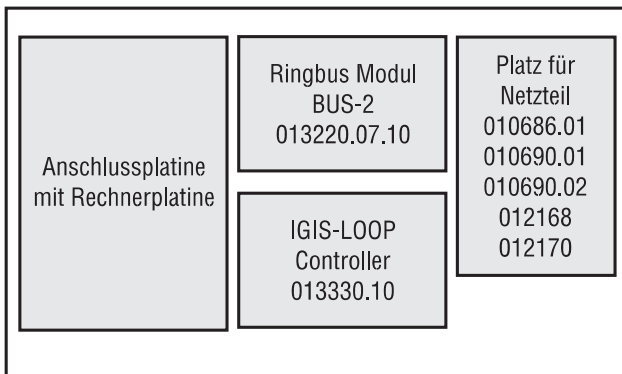 Anschlussplatine
mit Rechnerplatine
Ringbus Modul
BUS-2
013220.07.10
IGIS-LOOP
Controller
013330.10
Platz für
Netzteil
010686.01
010690.01
010690.02
012168
012170